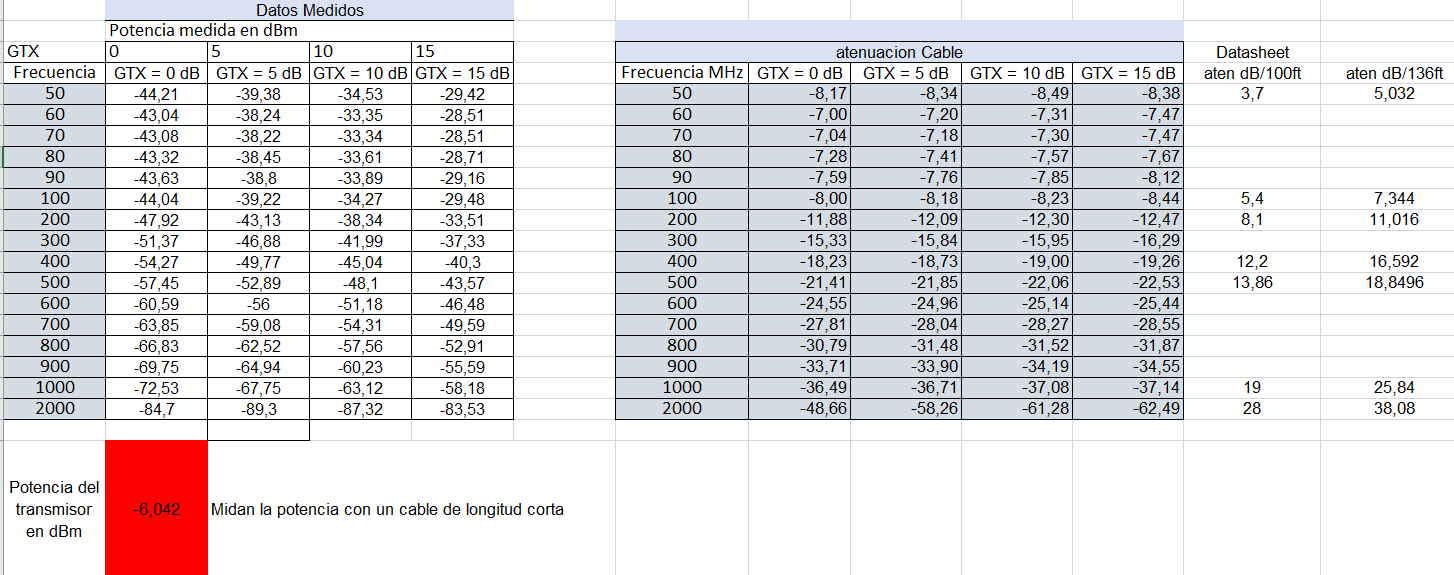 Datos Medidos
Potencia medida en dBm
GTX 0 5 10 15 atenuacion Cable Datasheet
Frecuencia GTX = 0 dB GTX = 5 dB GTX = 10 dB GTX = 15 dB Frecuencia MHz GTX = 0 dB GTX = 5 dB GTX = 10 dB GTX = 15 dB aten dB/100ft aten dB/136ft
50 -44,21 -39,38 -34,53 -29,42 50 -8,17 -8,34 -8,49 -8,38 3,7 5,032
60 -43,04 -38,24 -33,35 -28,51 60 -7,00 -7,20 -7,31 -7,47
70 -43,08 -38,22 -33,34 -28,51 70 -7,04 -7,18 -7,30 -7,47
80 -43,32 -38,45 -33,61 -28,71 80 -7,28 -7,41 -7,57 -7,67
90 -43,63 -38,8 -33,89 -29,16 90 -7,59 -7,76 -7,85 -8,12
100 -44,04 -39,22 -34,27 -29,48 100 -8,00 -8,18 -8,23 -8,44 5,4 7,344
200 -47,92 -43,13 -38,34 -33,51 200 -11,88 -12,09 -12,30 -12,47 8,1 11,016
300 -51,37 -46,88 -41,99 -37,33 300 -15,33 -15,84 -15,95 -16,29
400 -54,27 -49,77 -45,04 -40,3 400 -18,23 -18,73 -19,00 -19,26 12,2 16,592
500 -57,45 -52,89 -48,1 -43,57 500 -21,41 -21,85 -22,06 -22,53 13,86 18,8496
600 -60,59 -56 -51,18 -46,48 600 -24,55 -24,96 -25,14 -25,44
700 -63,85 -59,08 -54,31 -49,59 700 -27,81 -28,04 -28,27 -28,55
800 -66,83 -62,52 -57,56 -52,91 800 -30,79 -31,48 -31,52 -31,87
900 -69,75 -64,94 -60,23 -55,59 900 -33,71 -33,90 -34,19 -34,55
1000 -72,53 -67,75 -63,12 -58,18 1000 -36,49 -36,71 -37,08 -37,14 19 25,84
2000 -84,7 -89,3 -87,32 -83,53 2000 -48,66 -58,26 -61,28 -62,49 28 38,08
Potencia del
transmisor -6,042 Midan la potencia con un cable de longitud corta
en dBm